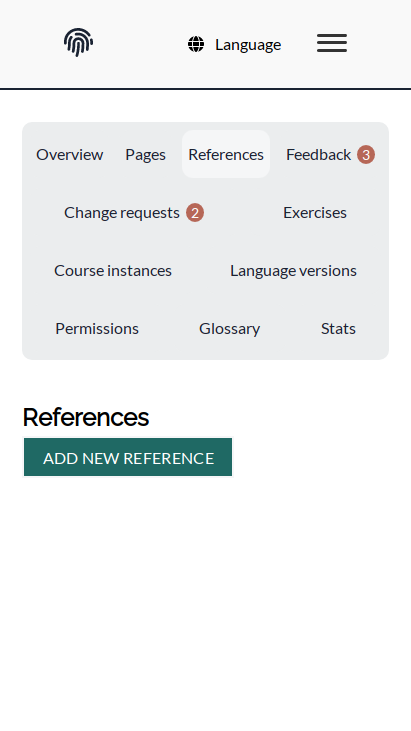 Language
Overview Pages References Feedback 3
Change requests 2 Exercises
Course instances Language versions
Permissions Glossary Stats
References
ADD NEW REFERENCE